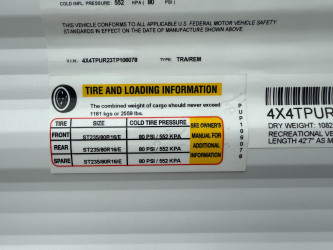 COLD INFL. PRESSURE: 552 KPA ( 80 PSI )
THIS VEHICLE CONFORMS TO ALL APPLICABLE U.S. FEDERAL MOTOR VEHICLE SAFETY
STANDARDS IN EFFECT ON THE DATE OF MANUFACTURE SHOWN ABOVE
V.I.N.: 4X4TPUR23TP109078 TYPE: TRA/REM
TIRE AND LOADING INFORMATION
The combined weight of cargo should never exceed
1161 kgs or 2559 lbs.
TIRE SIZE COLD TIRE PRESSURE
FRONT ST235/80R16/E 80 PSI / 552 KPA
REAR ST235/80R16/E 80 PSI / 552 KPA
SPARE ST235/80R16/E 80 PSI / 552 KPA
SEE OWNER'S
MANUAL FOR
ADDITIONAL
INFORMATION
PUP109078
4X4TPUR
DRY WEIGHT: 1082
RECREATIONAL VE
LENGTH 42'7" AS M